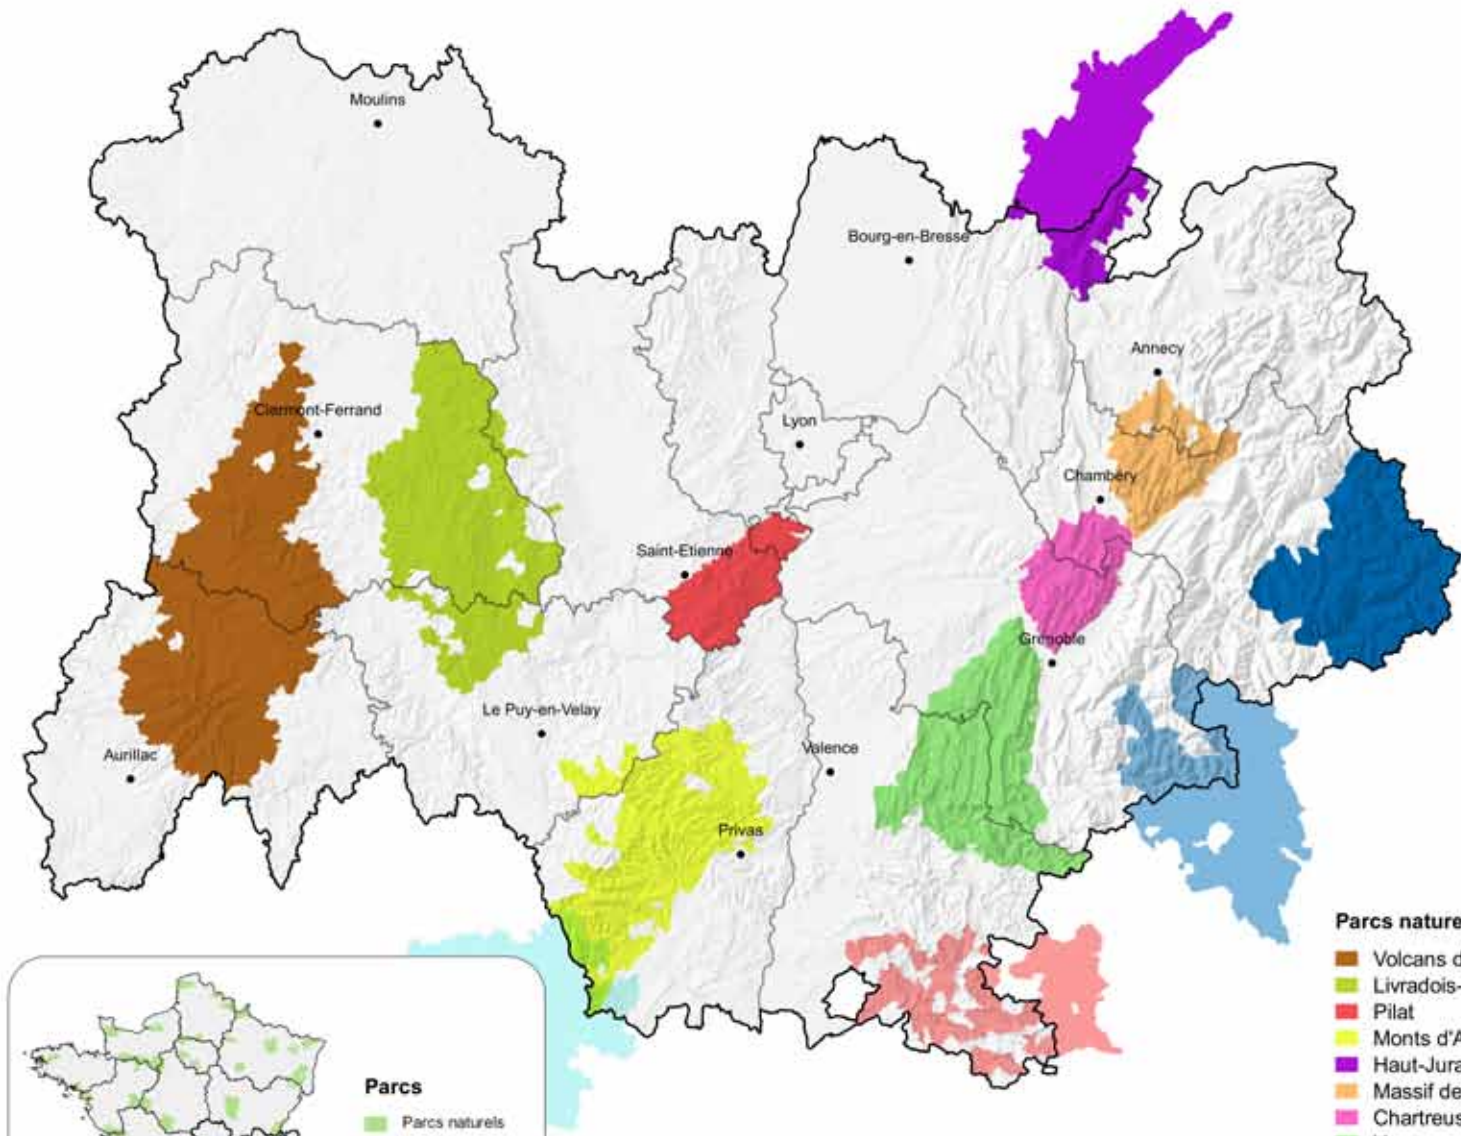 Moulins
Bourg-en-Bresse
Annecy
Clermont-Ferrand
Lyon
Chambéry
Saint-Etienne
Grenoble
Le Puy-en-Velay
Valence
Aurillac
Privas
Parcs nature
Volcans d
Livradois-
Pilat
Monts d'A
Haut-Jura
Massif de
Chartreus
Parcs
Parcs naturels